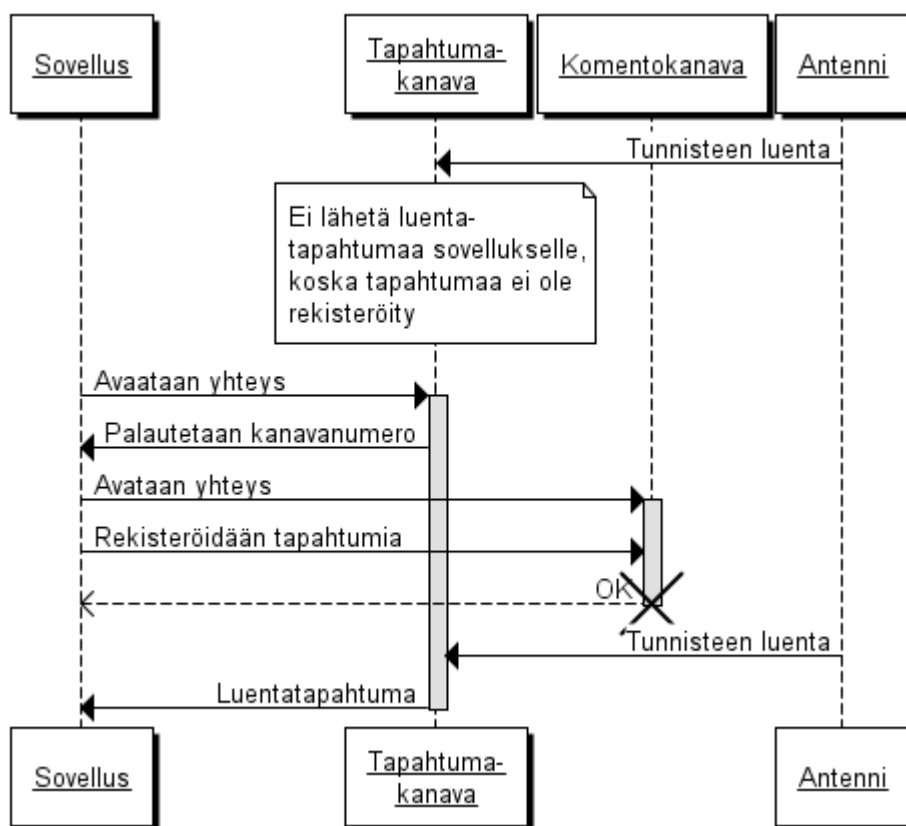 Sovellus
Tapahtuma-
kanava
Komentokanava
Antenni
Tunnisteen luenta
Ei lähetä luenta-
tapahtumaa sovellukselle,
koska tapahtumaa ei ole
rekisteröity
Avaataan yhteys
Palautetaan kanavanumero
Avataan yhteys
Rekisteröidään tapahtumia
OK
Tunnisteen luenta
Luentatapahtuma
Sovellus
Tapahtuma-
kanava
Antenni